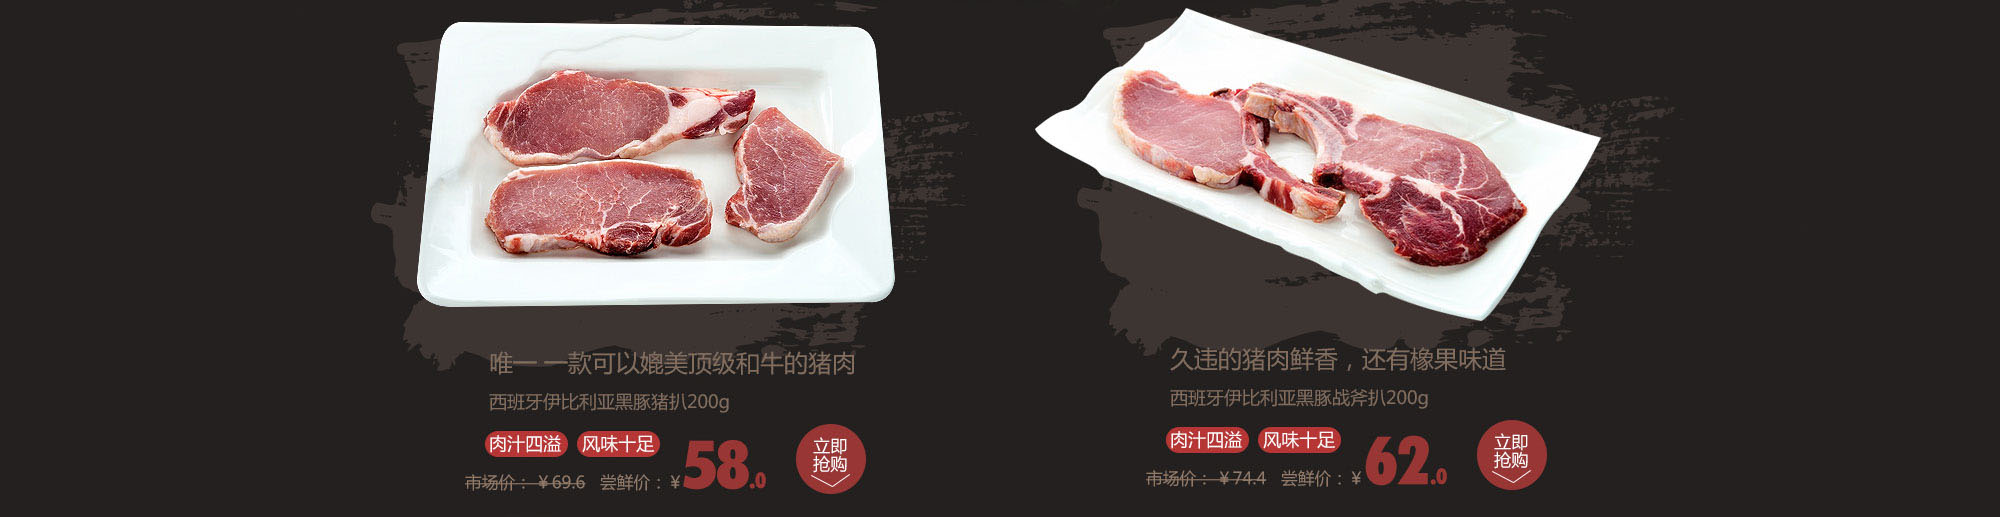 唯一 一款可以媲美顶级和牛的猪肉
西班牙伊比利亚黑豚猪扒200g
肉汁四溢 风味十足
市场价：￥69.6 尝鲜价：￥58.0
立即
抢购
久违的猪肉鲜香，还有橡果味道
西班牙伊比利亚黑豚战斧扒200g
肉汁四溢 风味十足
市场价：￥74.4 尝鲜价：￥62.0
立即
抢购